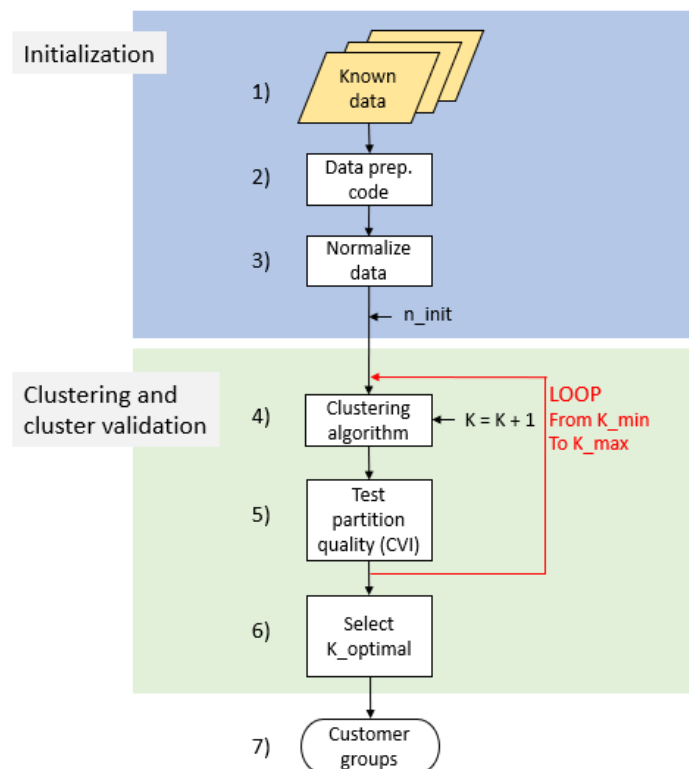 Initialization
1)
Known
data
2)
Data prep.
code
3)
Normalize
data
n_init
Clustering and
cluster validation
4)
Clustering
algorithm
K = K + 1
LOOP
From K_min
To K_max
5)
Test
partition
quality (CVI)
6)
Select
K_optimal
7)
Customer
groups